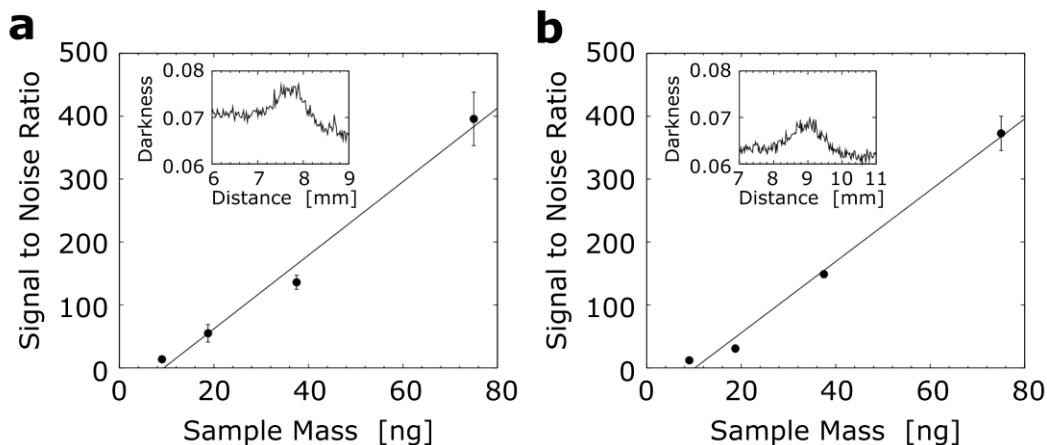 a
500
400
300
200
100
0
0 20 40 60 80
Signal to Noise Ratio
Sample Mass [ng]
0.08
0.07
0.06
6 7 8 9
Darkness
Distance [mm]
b
500
400
300
200
100
0
0 20 40 60 80
Signal to Noise Ratio
Sample Mass [ng]
0.08
0.07
0.06
7 8 9 10 11
Darkness
Distance [mm]